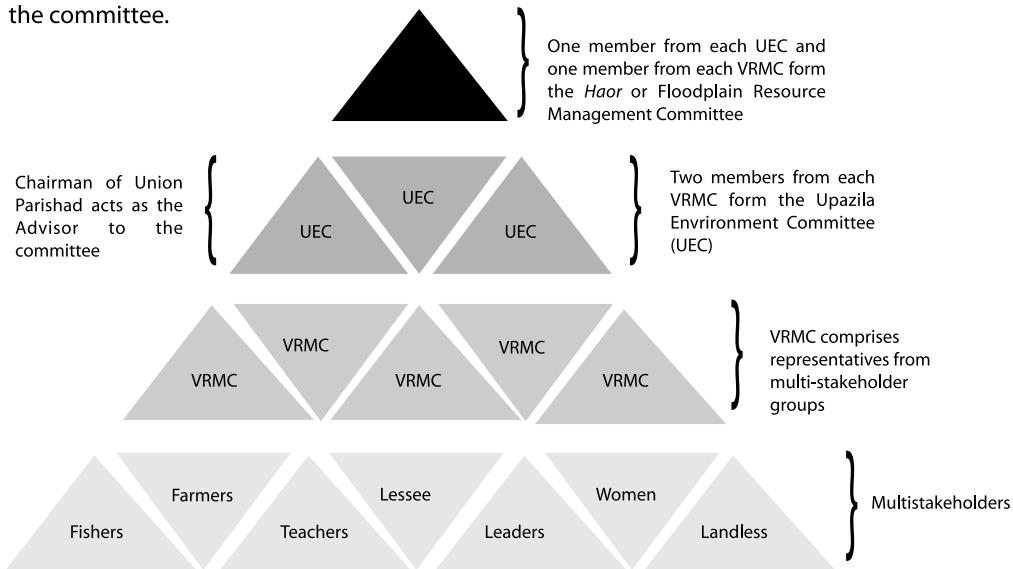 the committee.
One member from each UEC and
one member from each VRMC form
the Haor or Floodplain Resource
Management Committee
Chairman of Union
Parishad acts as the
Advisor to the
committee
UEC
UEC
UEC
Two members from each
VRMC form the Upazila
Envrironment Committee
(UEC)
VRMC
VRMC
VRMC
VRMC
VRMC
VRMC comprises
representatives from
multi-stakeholder
groups
Farmers
Lessee
Women
Fishers
Teachers
Leaders
Landless
Multistakeholders